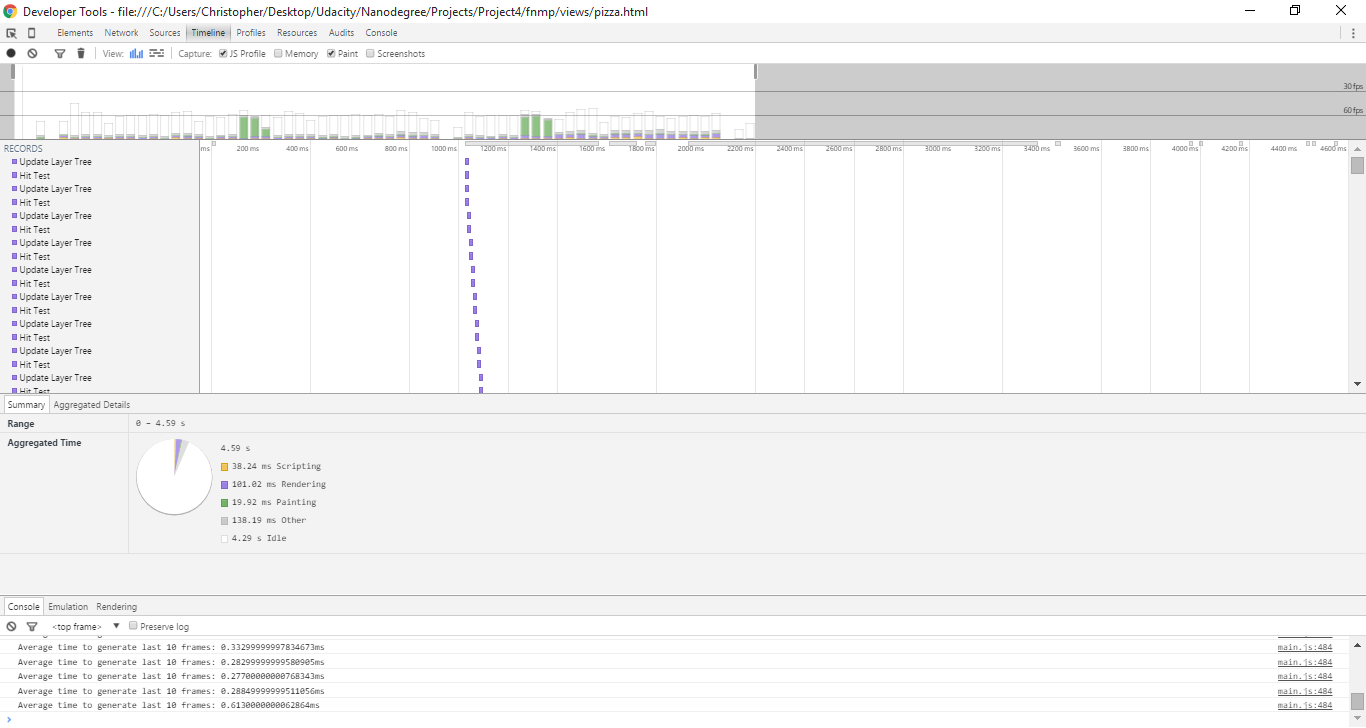 Developer Tools - file:///C:/Users/Christopher/Desktop/Udacity/Nanodegree/Projects/Project4/fnmp/views/pizza.html
Elements Network Sources Timeline Profiles Resources Audits Console
View: Capture: JS Profile Memory Paint Screenshots
30 fps
60 fps
RECORDS ms 200 ms 400 ms 600 ms 800 ms 1000 ms 1200 ms 1400 ms 1600 ms 1800 ms 2000 ms 2200 ms 2400 ms 2600 ms 2800 ms 3000 ms 3200 ms 3400 ms 3600 ms 3800 ms 4000 ms 4200 ms 4400 ms 4600 ms
Update Layer Tree
Hit Test
Update Layer Tree
Hit Test
Update Layer Tree
Hit Test
Update Layer Tree
Hit Test
Update Layer Tree
Hit Test
Update Layer Tree
Hit Test
Update Layer Tree
Hit Test
Update Layer Tree
Hit Test
Update Layer Tree
Hit Test
Summary Aggregated Details
Range 0 – 4.59 s
Aggregated Time
4.59 s
38.24 ms Scripting
101.02 ms Rendering
19.92 ms Painting
138.19 ms Other
4.29 s Idle
Console Emulation Rendering
<top frame> ▼ Preserve log
Average time to generate last 10 frames: 0.33299999997834673ms main.js:484
Average time to generate last 10 frames: 0.28299999999580905ms main.js:484
Average time to generate last 10 frames: 0.27700000000768343ms main.js:484
Average time to generate last 10 frames: 0.28849999999511056ms main.js:484
Average time to generate last 10 frames: 0.6130000000062864ms main.js:484